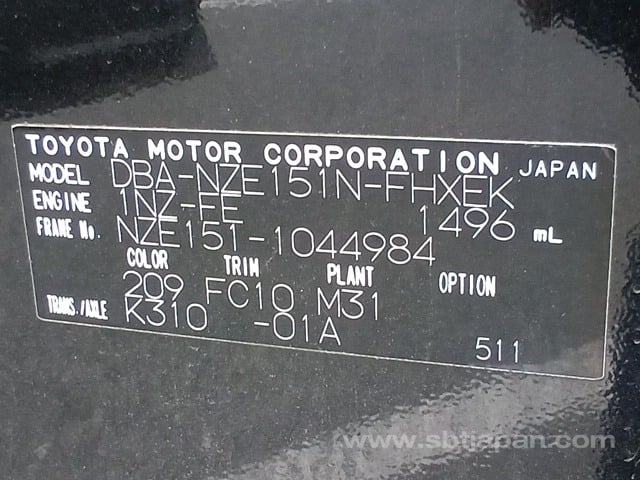 TOYOTA MOTOR CORPORATION JAPAN
MODEL DBA-NZE151N-FHXEK
ENGINE 1NZ-FE 1496 mL
FRAME No. NZE151-1044984
COLOR TRIM PLANT OPTION
209 FC10 M31
TRANS./AXLE K310 -01A
511
www.sbtjapan.com